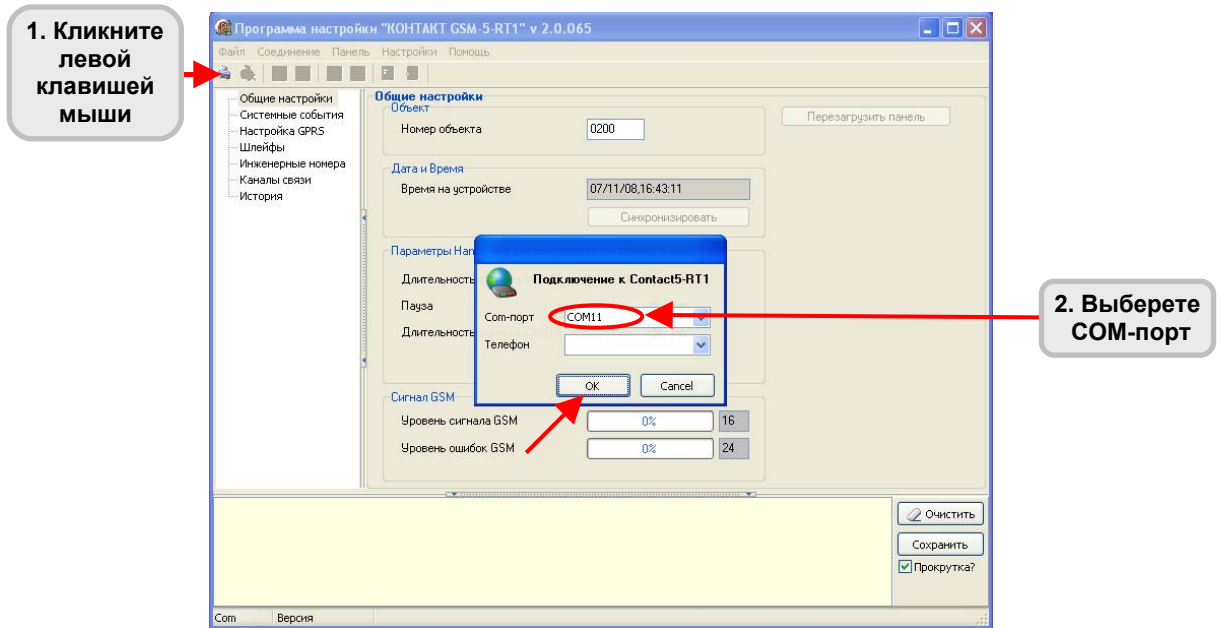 1. Кликните
левой
клавишей
мыши
Программа настройки "КОНТАКТ GSM-5-RT1" v 2.0.065
Файл Соединение Панель Настройки Помощь
Общие настройки
Системные события
Настройка GPRS
Шлейфы
Инженерные номера
Каналы связи
История
Общие настройки
Объект
Номер объекта 0200
Перезагрузить панель
Дата и Время
Время на устройстве 07/11/08,16:43:11
Синхронизировать
Параметры Han
Длительность
Пауза
Длительность
Подключение к Contact5-RT1
Com-порт COM11
Телефон
OK Cancel
2. Выберете
COM-порт
Сигнал GSM
Уровень сигнала GSM 0% 16
Уровень ошибок GSM 0% 24
Очистить
Сохранить
Прокрутка?
Com Версия